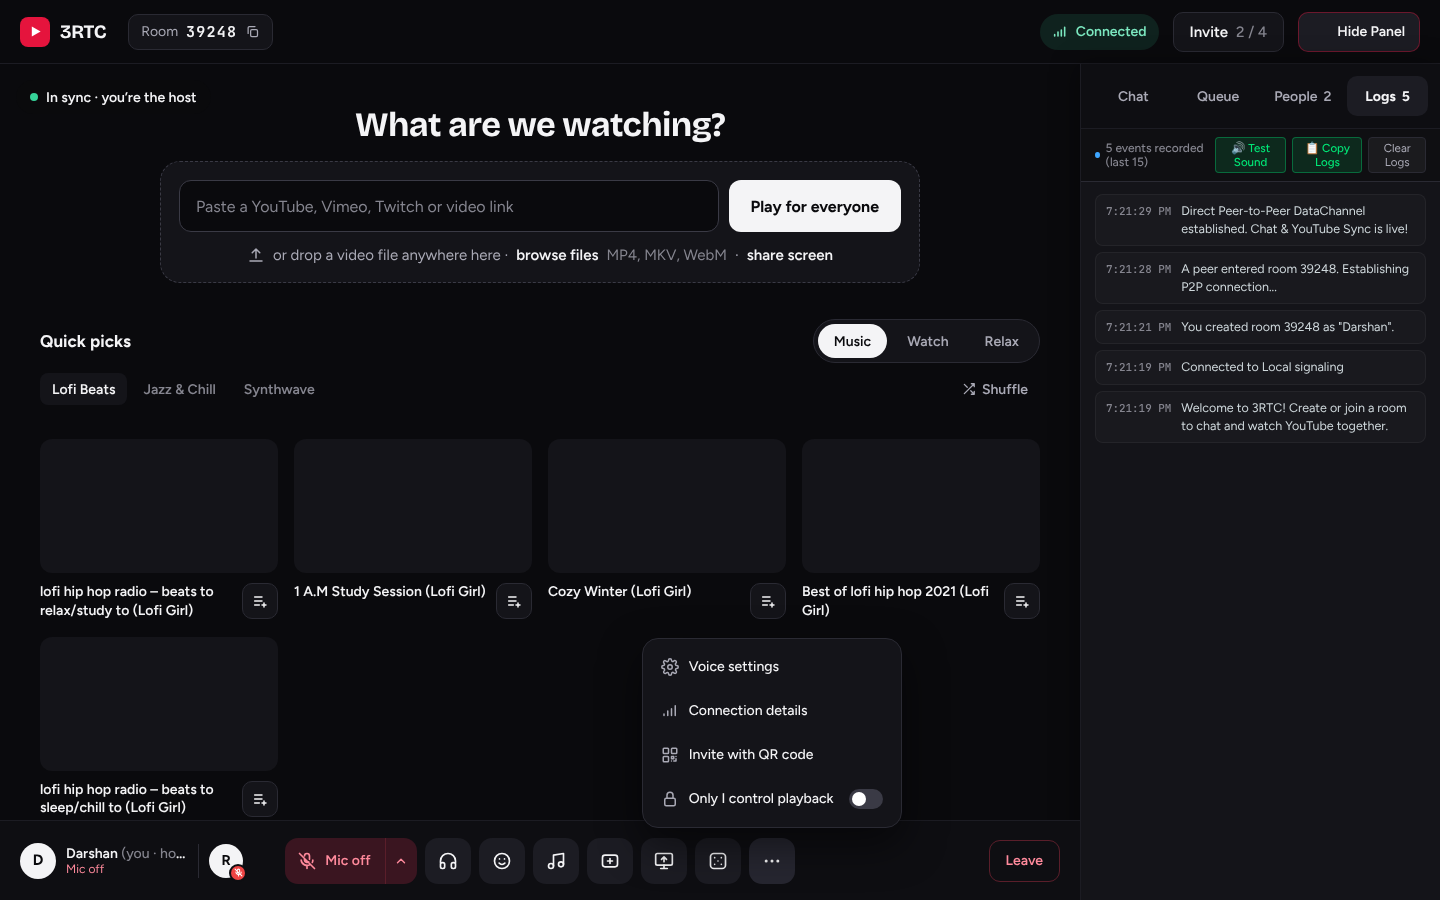 3RTC
Room 39248
Connected
Invite 2 / 4
Hide Panel
In sync · you're the host
What are we watching?
Paste a YouTube, Vimeo, Twitch or video link
Play for everyone
or drop a video file anywhere here · browse files MP4, MKV, WebM · share screen
Quick picks
Music
Watch
Relax
Lofi Beats
Jazz & Chill
Synthwave
Shuffle
lofi hip hop radio – beats to
relax/study to (Lofi Girl)
1 A.M Study Session (Lofi Girl)
Cozy Winter (Lofi Girl)
Best of lofi hip hop 2021 (Lofi
Girl)
lofi hip hop radio – beats to
sleep/chill to (Lofi Girl)
Voice settings
Connection details
Invite with QR code
Only I control playback
D
Darshan (you · ho...
Mic off
R
Mic off
Leave
Chat
Queue
People 2
Logs 5
5 events recorded
(last 15)
Test
Sound
Copy
Logs
Clear
Logs
7:21:29 PM Direct Peer-to-Peer DataChannel
established. Chat & YouTube Sync is live!
7:21:28 PM A peer entered room 39248. Establishing
P2P connection...
7:21:21 PM You created room 39248 as "Darshan".
7:21:19 PM Connected to Local signaling
7:21:19 PM Welcome to 3RTC! Create or join a room
to chat and watch YouTube together.